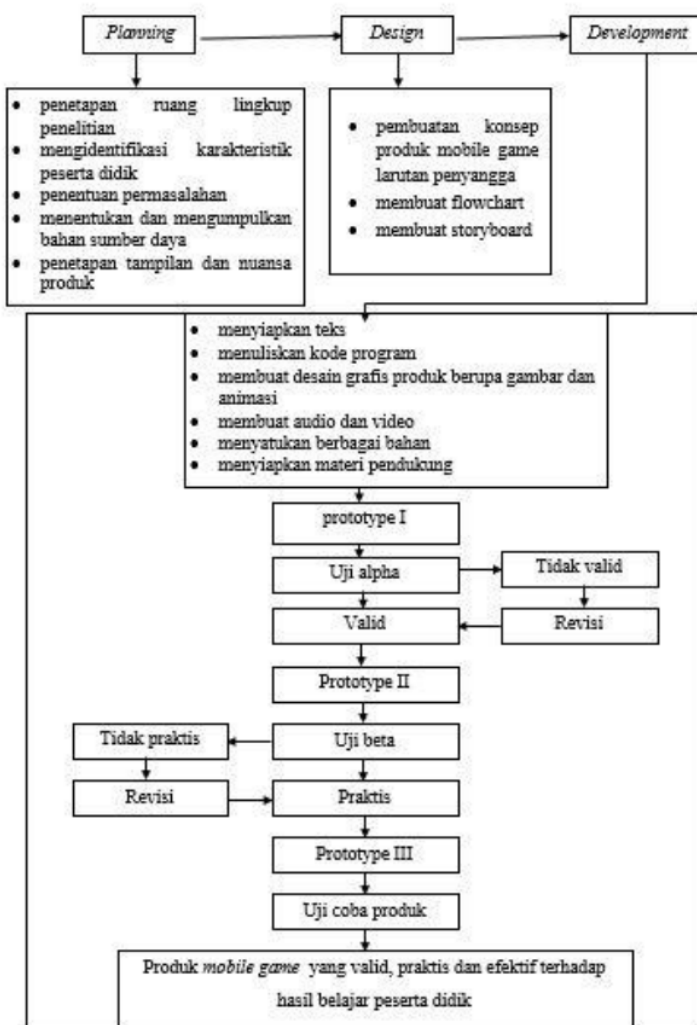 Planning
Design
Development
• penetapan ruang lingkup
penelitian
• mengidentifikasi karakteristik
peserta didik
• penentuan permasalahan
• menentukan dan mengumpulkan
bahan sumber daya
• penetapan tampilan dan nuansa
produk
• pembuatan konsep
produk mobile game
larutan penyangga
• membuat flowchart
• membuat storyboard
• menyiapkan teks
• menuliskan kode program
• membuat desain grafis produk berupa gambar dan
animasi
• membuat audio dan video
• menyatukan berbagai bahan
• menyiapkan materi pendukung
prototype I
Uji alpha
Tidak valid
Valid
Revisi
Prototype II
Tidak praktis
Uji beta
Revisi
Praktis
Prototype III
Uji coba produk
Produk mobile game yang valid, praktis dan efektif terhadap
hasil belajar peserta didik